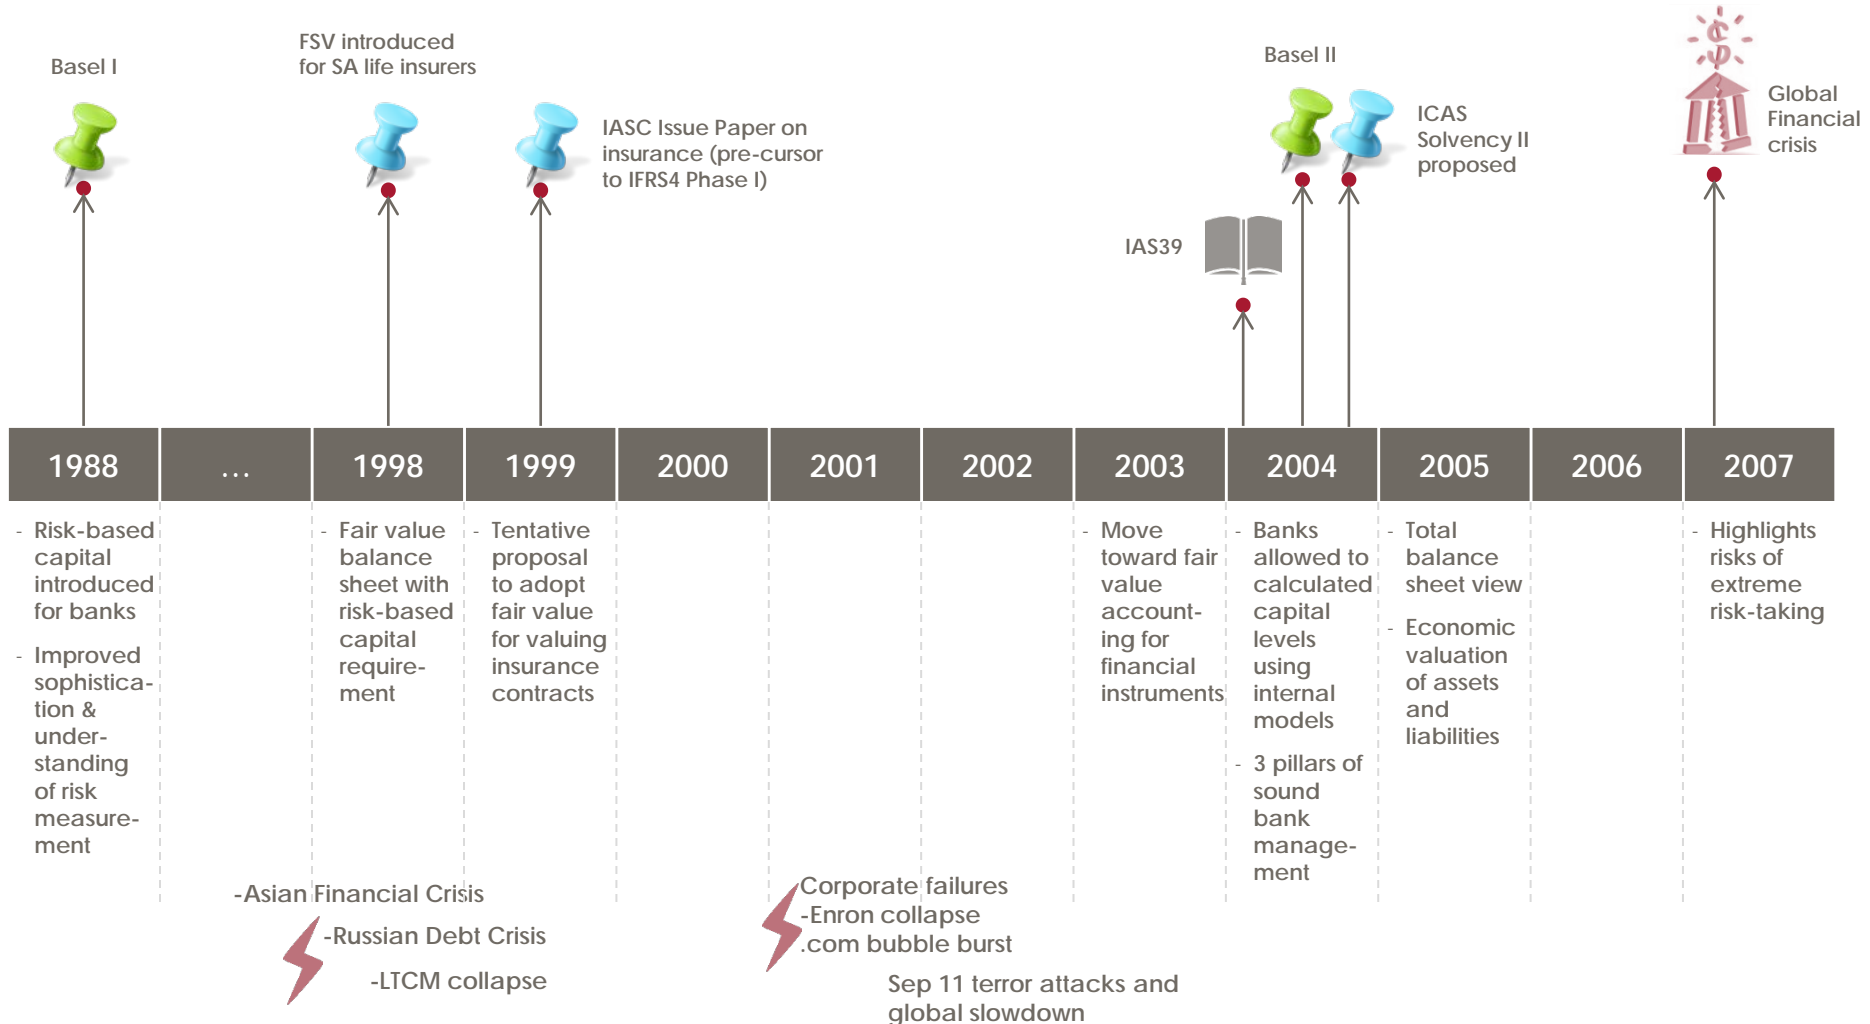 Basel I
FSV introduced
for SA life insurers
IASC Issue Paper on
insurance (pre-cursor
to IFRS4 Phase I)
IAS39
Basel II
ICAS
Solvency II
proposed
Global
Financial
crisis
1988
...
1998
1999
2000
2001
2002
2003
2004
2005
2006
2007
- Risk-based
capital
introduced
for banks
- Improved
sophistica-
tion &
under-
standing
of risk
measure-
ment
- Fair value
balance
sheet with
risk-based
capital
require-
ment
- Tentative
proposal
to adopt
fair value
for valuing
insurance
contracts
- Move
toward fair
value
account-
ing for
financial
instruments
- Banks
allowed to
calculated
capital
levels
using
internal
models
- 3 pillars of
sound
bank
manage-
ment
- Total
balance
sheet view
- Economic
valuation
of assets
and
liabilities
- Highlights
risks of
extreme
risk-taking
-Asian Financial Crisis
-Russian Debt Crisis
-LTCM collapse
Corporate failures
-Enron collapse
.com bubble burst
Sep 11 terror attacks and
global slowdown